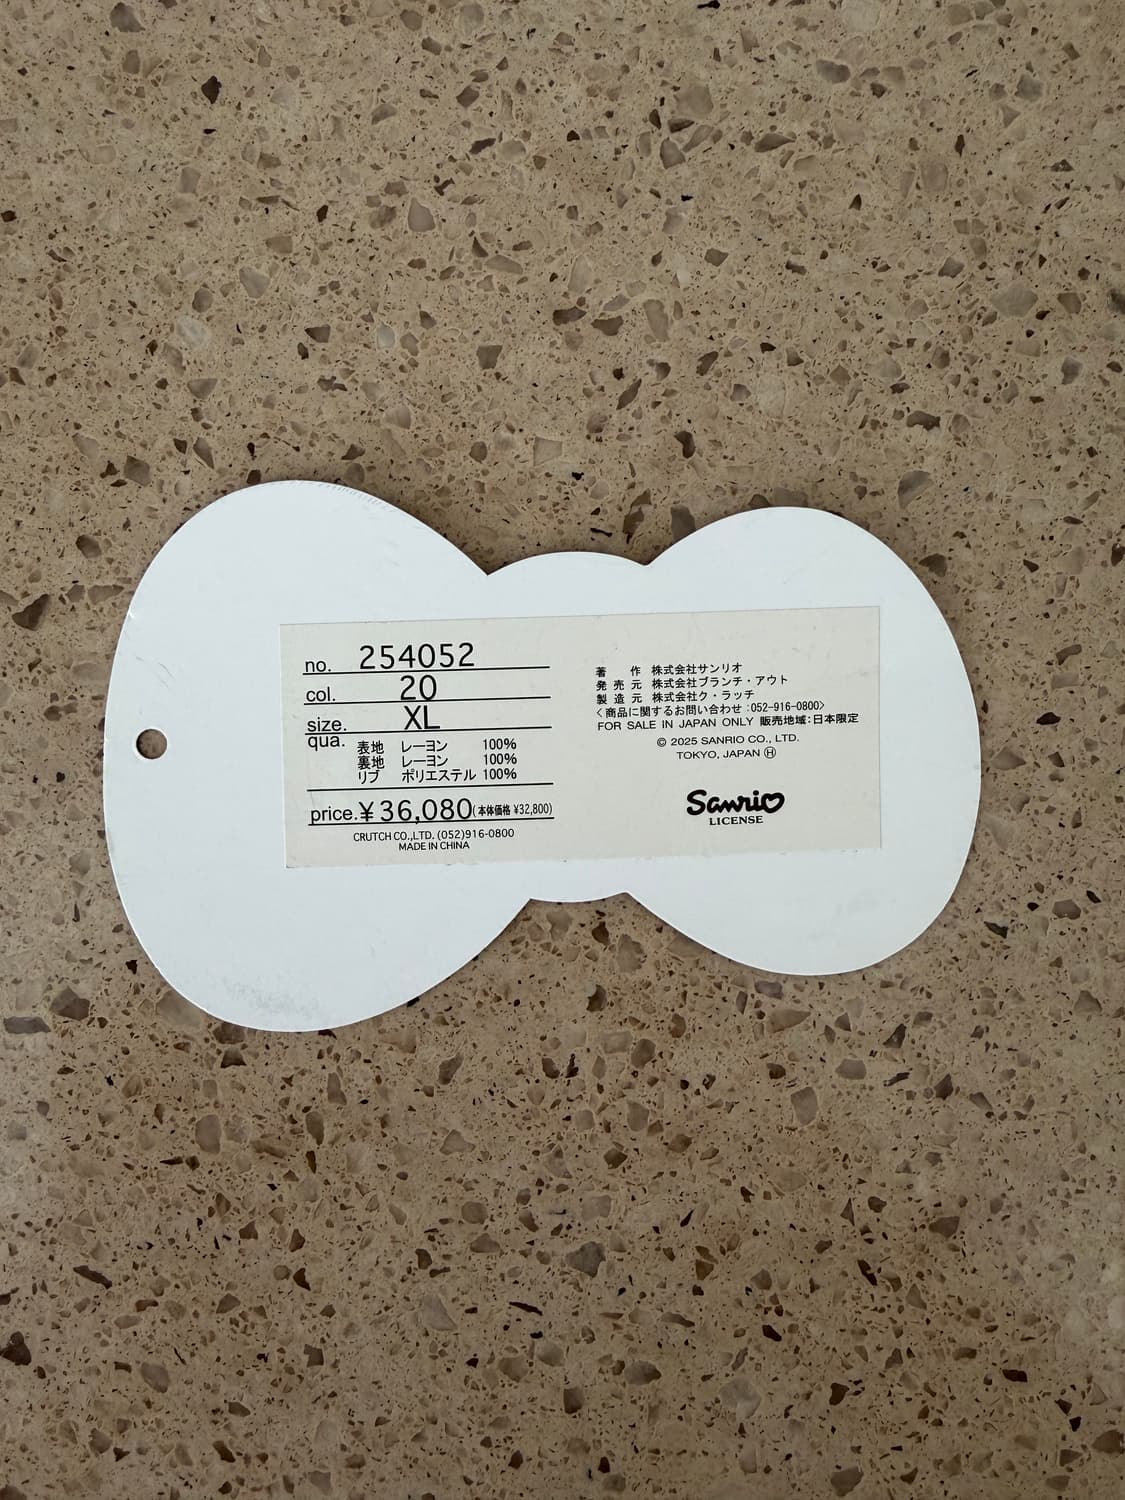 no. 254052
col. 20
size. XL
qua.
表地 レーヨン 100%
裏地 レーヨン 100%
リブ ポリエステル 100%
price. ¥36,080(本体価格 ¥32,800)
CRUTCH CO.,LTD. (052)916-0800
MADE IN CHINA
著 作 株式会社サンリオ
発 売 元 株式会社ブランチ・アウト
製 造 元 株式会社ク・ラッチ
〈商品に関するお問い合わせ:052-916-0800〉
FOR SALE IN JAPAN ONLY 販売地域:日本限定
© 2025 SANRIO CO., LTD.
TOKYO, JAPAN Ⓗ
Sanrio
LICENSE